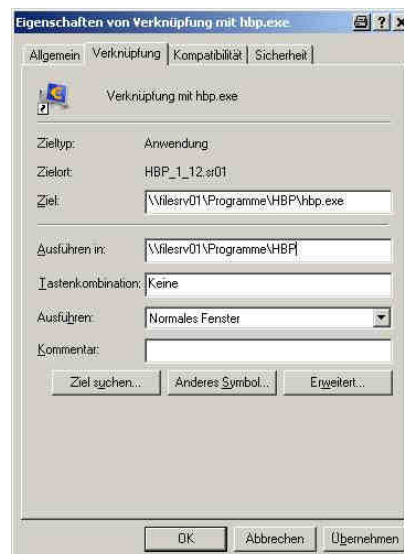 Eigenschaften von Verknüpfung mit hbp.exe
Allgemein Verknüpfung Kompatibilität Sicherheit
Verknüpfung mit hbp.exe
Zieltyp: Anwendung
Zielort: HBP_1_12.sr01
Ziel: \\filesrv01\Programme\HBP\hbp.exe
Ausführen in: \\filesrv01\Programme\HBP
Tastenkombination: Keine
Ausführen: Normales Fenster
Kommentar:
Ziel suchen... Anderes Symbol... Erweitert...
OK Abbrechen Übernehmen